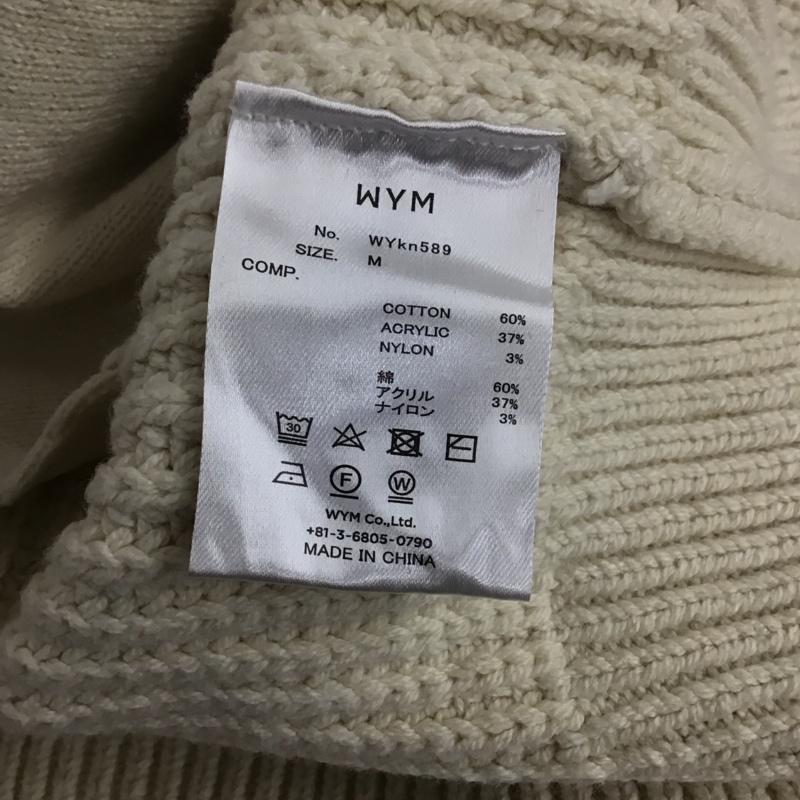 WYM
No. WYkn589
SIZE. M
COMP.
COTTON 60%
ACRYLIC 37%
NYLON 3%
綿 60%
アクリル 37%
ナイロン 3%
30
F W
WYM Co.,Ltd.
+81-3-6805-0790
MADE IN CHINA